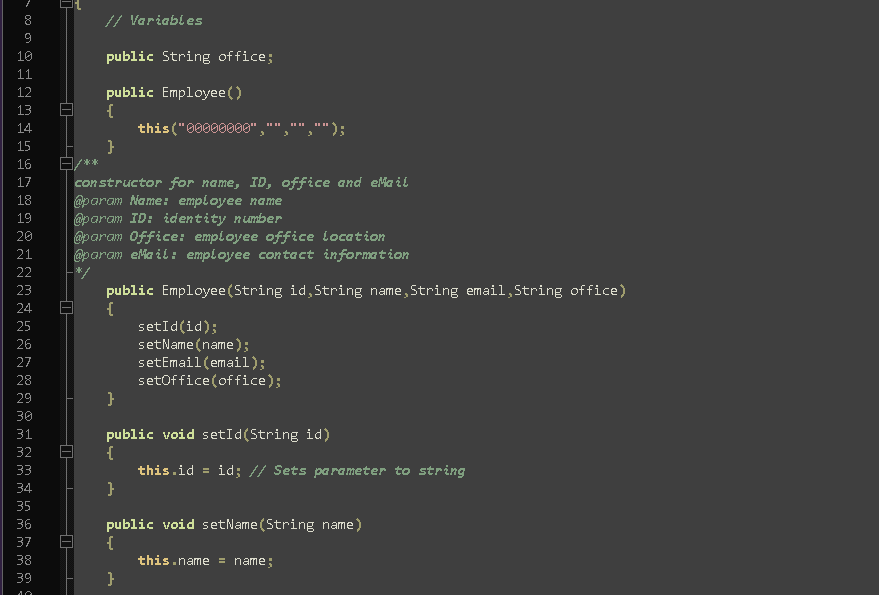 7 {
8 // Variables
9
10 public String office;
11
12 public Employee()
13 {
14 this("00000000","","","");
15 }
16 /**
17 constructor for name, ID, office and eMail
18 @param Name: employee name
19 @param ID: identity number
20 @param Office: employee office location
21 @param eMail: employee contact information
22 */
23 public Employee(String id,String name,String email,String office)
24 {
25 setId(id);
26 setName(name);
27 setEmail(email);
28 setOffice(office);
29 }
30
31 public void setId(String id)
32 {
33 this.id = id; // Sets parameter to string
34 }
35
36 public void setName(String name)
37 {
38 this.name = name;
39 }
40